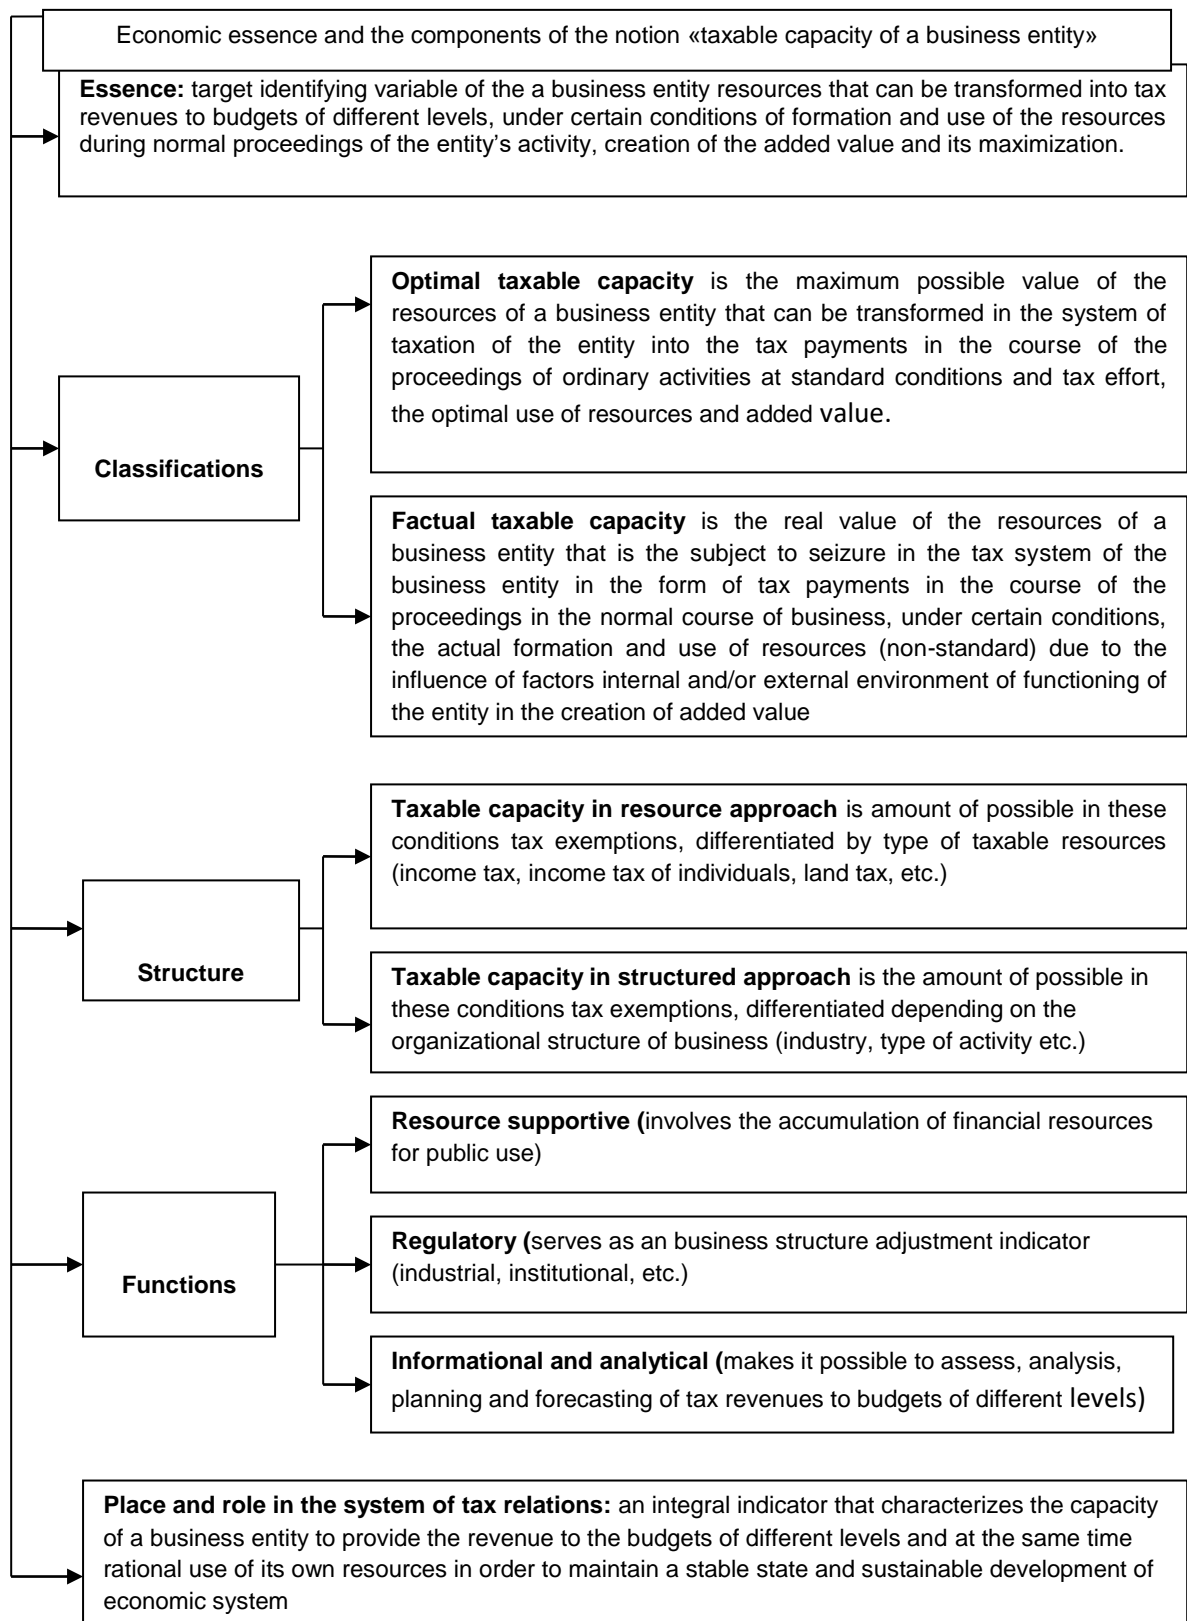 Economic essence and the components of the notion «taxable capacity of a business entity»
Essence: target identifying variable of the a business entity resources that can be transformed into tax
revenues to budgets of different levels, under certain conditions of formation and use of the resources
during normal proceedings of the entity’s activity, creation of the added value and its maximization.
Optimal taxable capacity is the maximum possible value of the
resources of a business entity that can be transformed in the system of
taxation of the entity into the tax payments in the course of the
proceedings of ordinary activities at standard conditions and tax effort,
the optimal use of resources and added value.
Classifications
Factual taxable capacity is the real value of the resources of a
business entity that is the subject to seizure in the tax system of the
business entity in the form of tax payments in the course of the
proceedings in the normal course of business, under certain conditions,
the actual formation and use of resources (non-standard) due to the
influence of factors internal and/or external environment of functioning of
the entity in the creation of added value
Taxable capacity in resource approach is amount of possible in these
conditions tax exemptions, differentiated by type of taxable resources
(income tax, income tax of individuals, land tax, etc.)
Structure
Taxable capacity in structured approach is the amount of possible in
these conditions tax exemptions, differentiated depending on the
organizational structure of business (industry, type of activity etc.)
Resource supportive (involves the accumulation of financial resources
for public use)
Regulatory (serves as an business structure adjustment indicator
(industrial, institutional, etc.)
Functions
Informational and analytical (makes it possible to assess, analysis,
planning and forecasting of tax revenues to budgets of different levels)
Place and role in the system of tax relations: an integral indicator that characterizes the capacity
of a business entity to provide the revenue to the budgets of different levels and at the same time
rational use of its own resources in order to maintain a stable state and sustainable development of
economic system